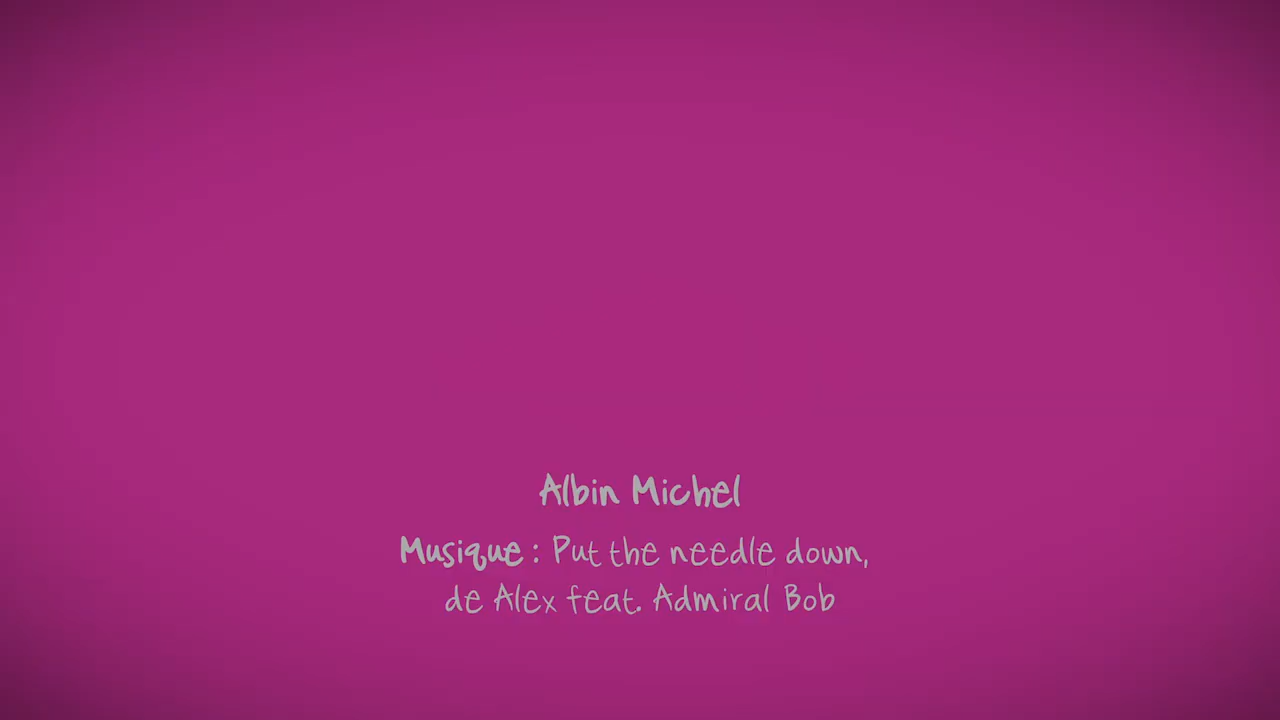 Albin Michel
Musique : Put the needle down,
de Alex feat. Admiral Bob